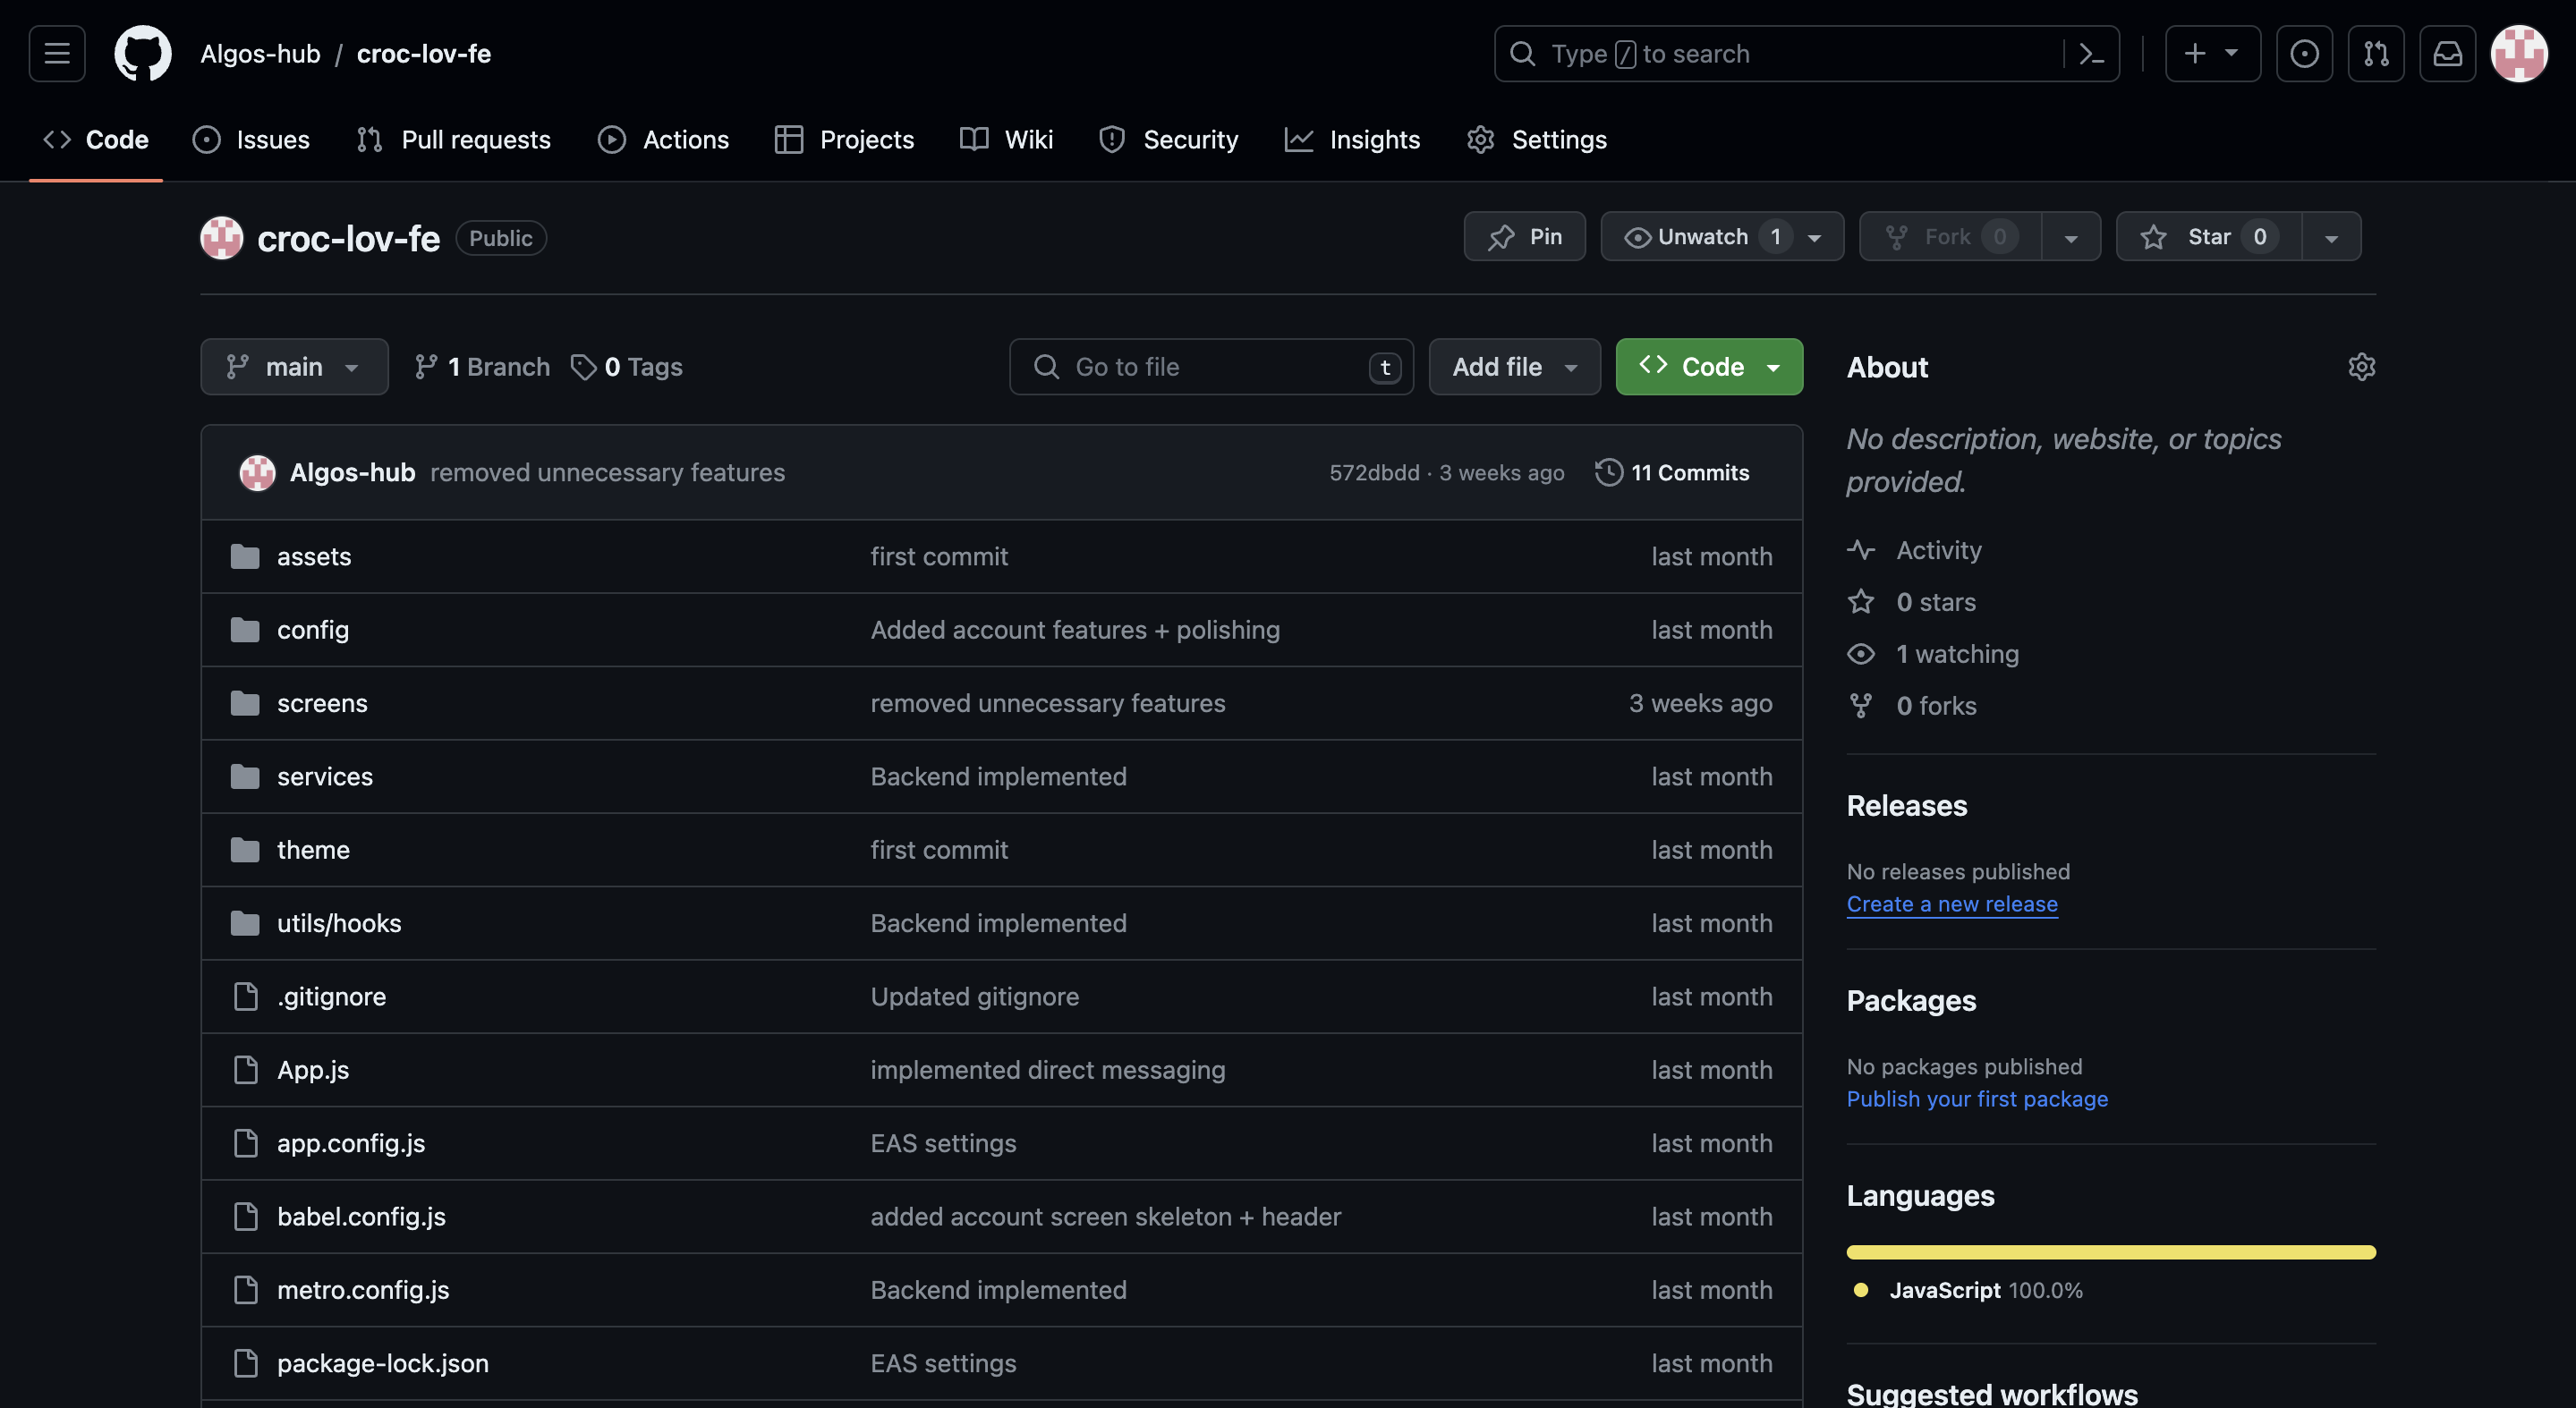 Algos-hub / croc-lov-fe
Type / to search
Code Issues Pull requests Actions Projects Wiki Security Insights Settings
croc-lov-fe Public
Pin Unwatch 1 Fork 0 Star 0
main 1 Branch 0 Tags Go to file t Add file Code
Algos-hub removed unnecessary features 572dbdd · 3 weeks ago 11 Commits
assets first commit last month
config Added account features + polishing last month
screens removed unnecessary features 3 weeks ago
services Backend implemented last month
theme first commit last month
utils/hooks Backend implemented last month
.gitignore Updated gitignore last month
App.js implemented direct messaging last month
app.config.js EAS settings last month
babel.config.js added account screen skeleton + header last month
metro.config.js Backend implemented last month
package-lock.json EAS settings last month
About
No description, website, or topics
provided.
Activity
0 stars
1 watching
0 forks
Releases
No releases published
Create a new release
Packages
No packages published
Publish your first package
Languages
JavaScript 100.0%
Suggested workflows